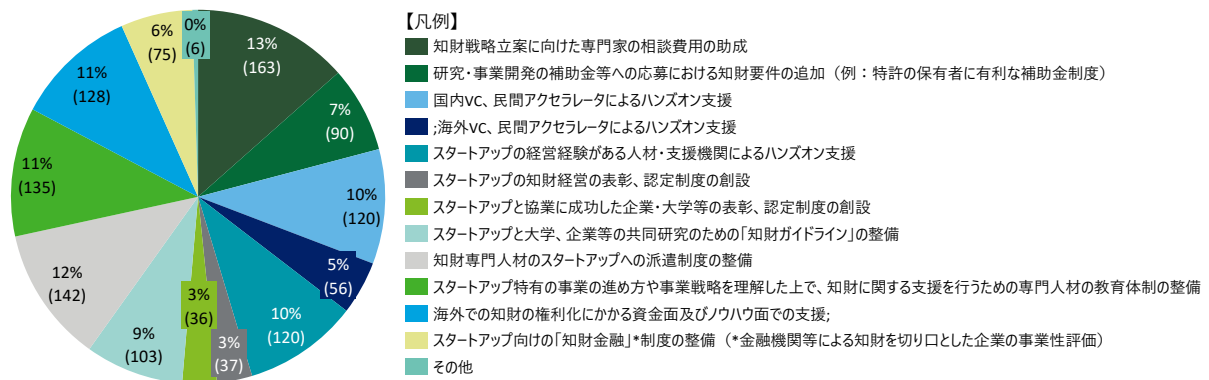 13%
(163)
7%
(90)
10%
(120)
5%
(56)
10%
(120)
3%
(37)
3%
(36)
9%
(103)
12%
(142)
11%
(135)
11%
(128)
6%
(75)
0%
(6)
【凡例】
知財戦略立案に向けた専門家の相談費用の助成
研究・事業開発の補助金等への応募における知財要件の追加（例：特許の保有者に有利な補助金制度）
国内VC、民間アクセラレータによるハンズオン支援
;海外VC、民間アクセラレータによるハンズオン支援
スタートアップの経営経験がある人材・支援機関によるハンズオン支援
スタートアップの知財経営の表彰、認定制度の創設
スタートアップと協業に成功した企業・大学等の表彰、認定制度の創設
スタートアップと大学、企業等の共同研究のための「知財ガイドライン」の整備
知財専門人材のスタートアップへの派遣制度の整備
スタートアップ特有の事業の進め方や事業戦略を理解した上で、知財に関する支援を行うための専門人材の教育体制の整備
海外での知財の権利化にかかる資金面及びノウハウ面での支援;
スタートアップ向けの「知財金融」*制度の整備（*金融機関等による知財を切り口とした企業の事業性評価）
その他